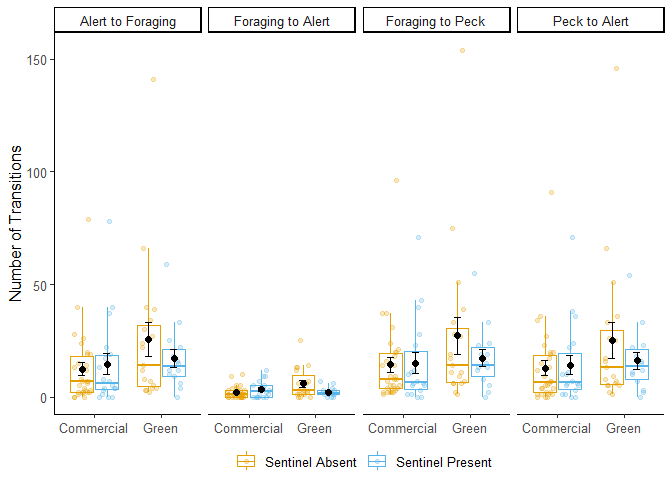 Alert to Foraging Foraging to Alert Foraging to Peck Peck to Alert
Number of Transitions
150
100
50
0
Commercial Green Commercial Green Commercial Green Commercial Green
Sentinel Absent Sentinel Present